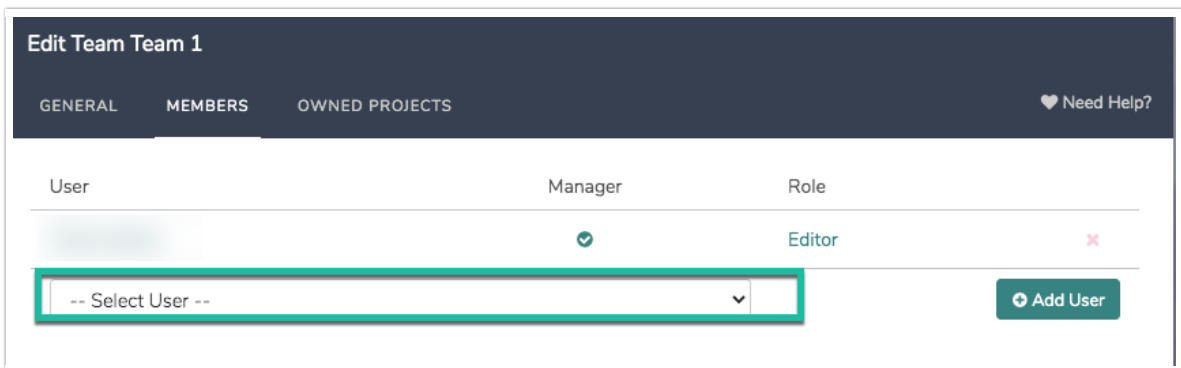 Edit Team Team 1
GENERAL MEMBERS OWNED PROJECTS Need Help?
User Manager Role
Editor
-- Select User -- Add User